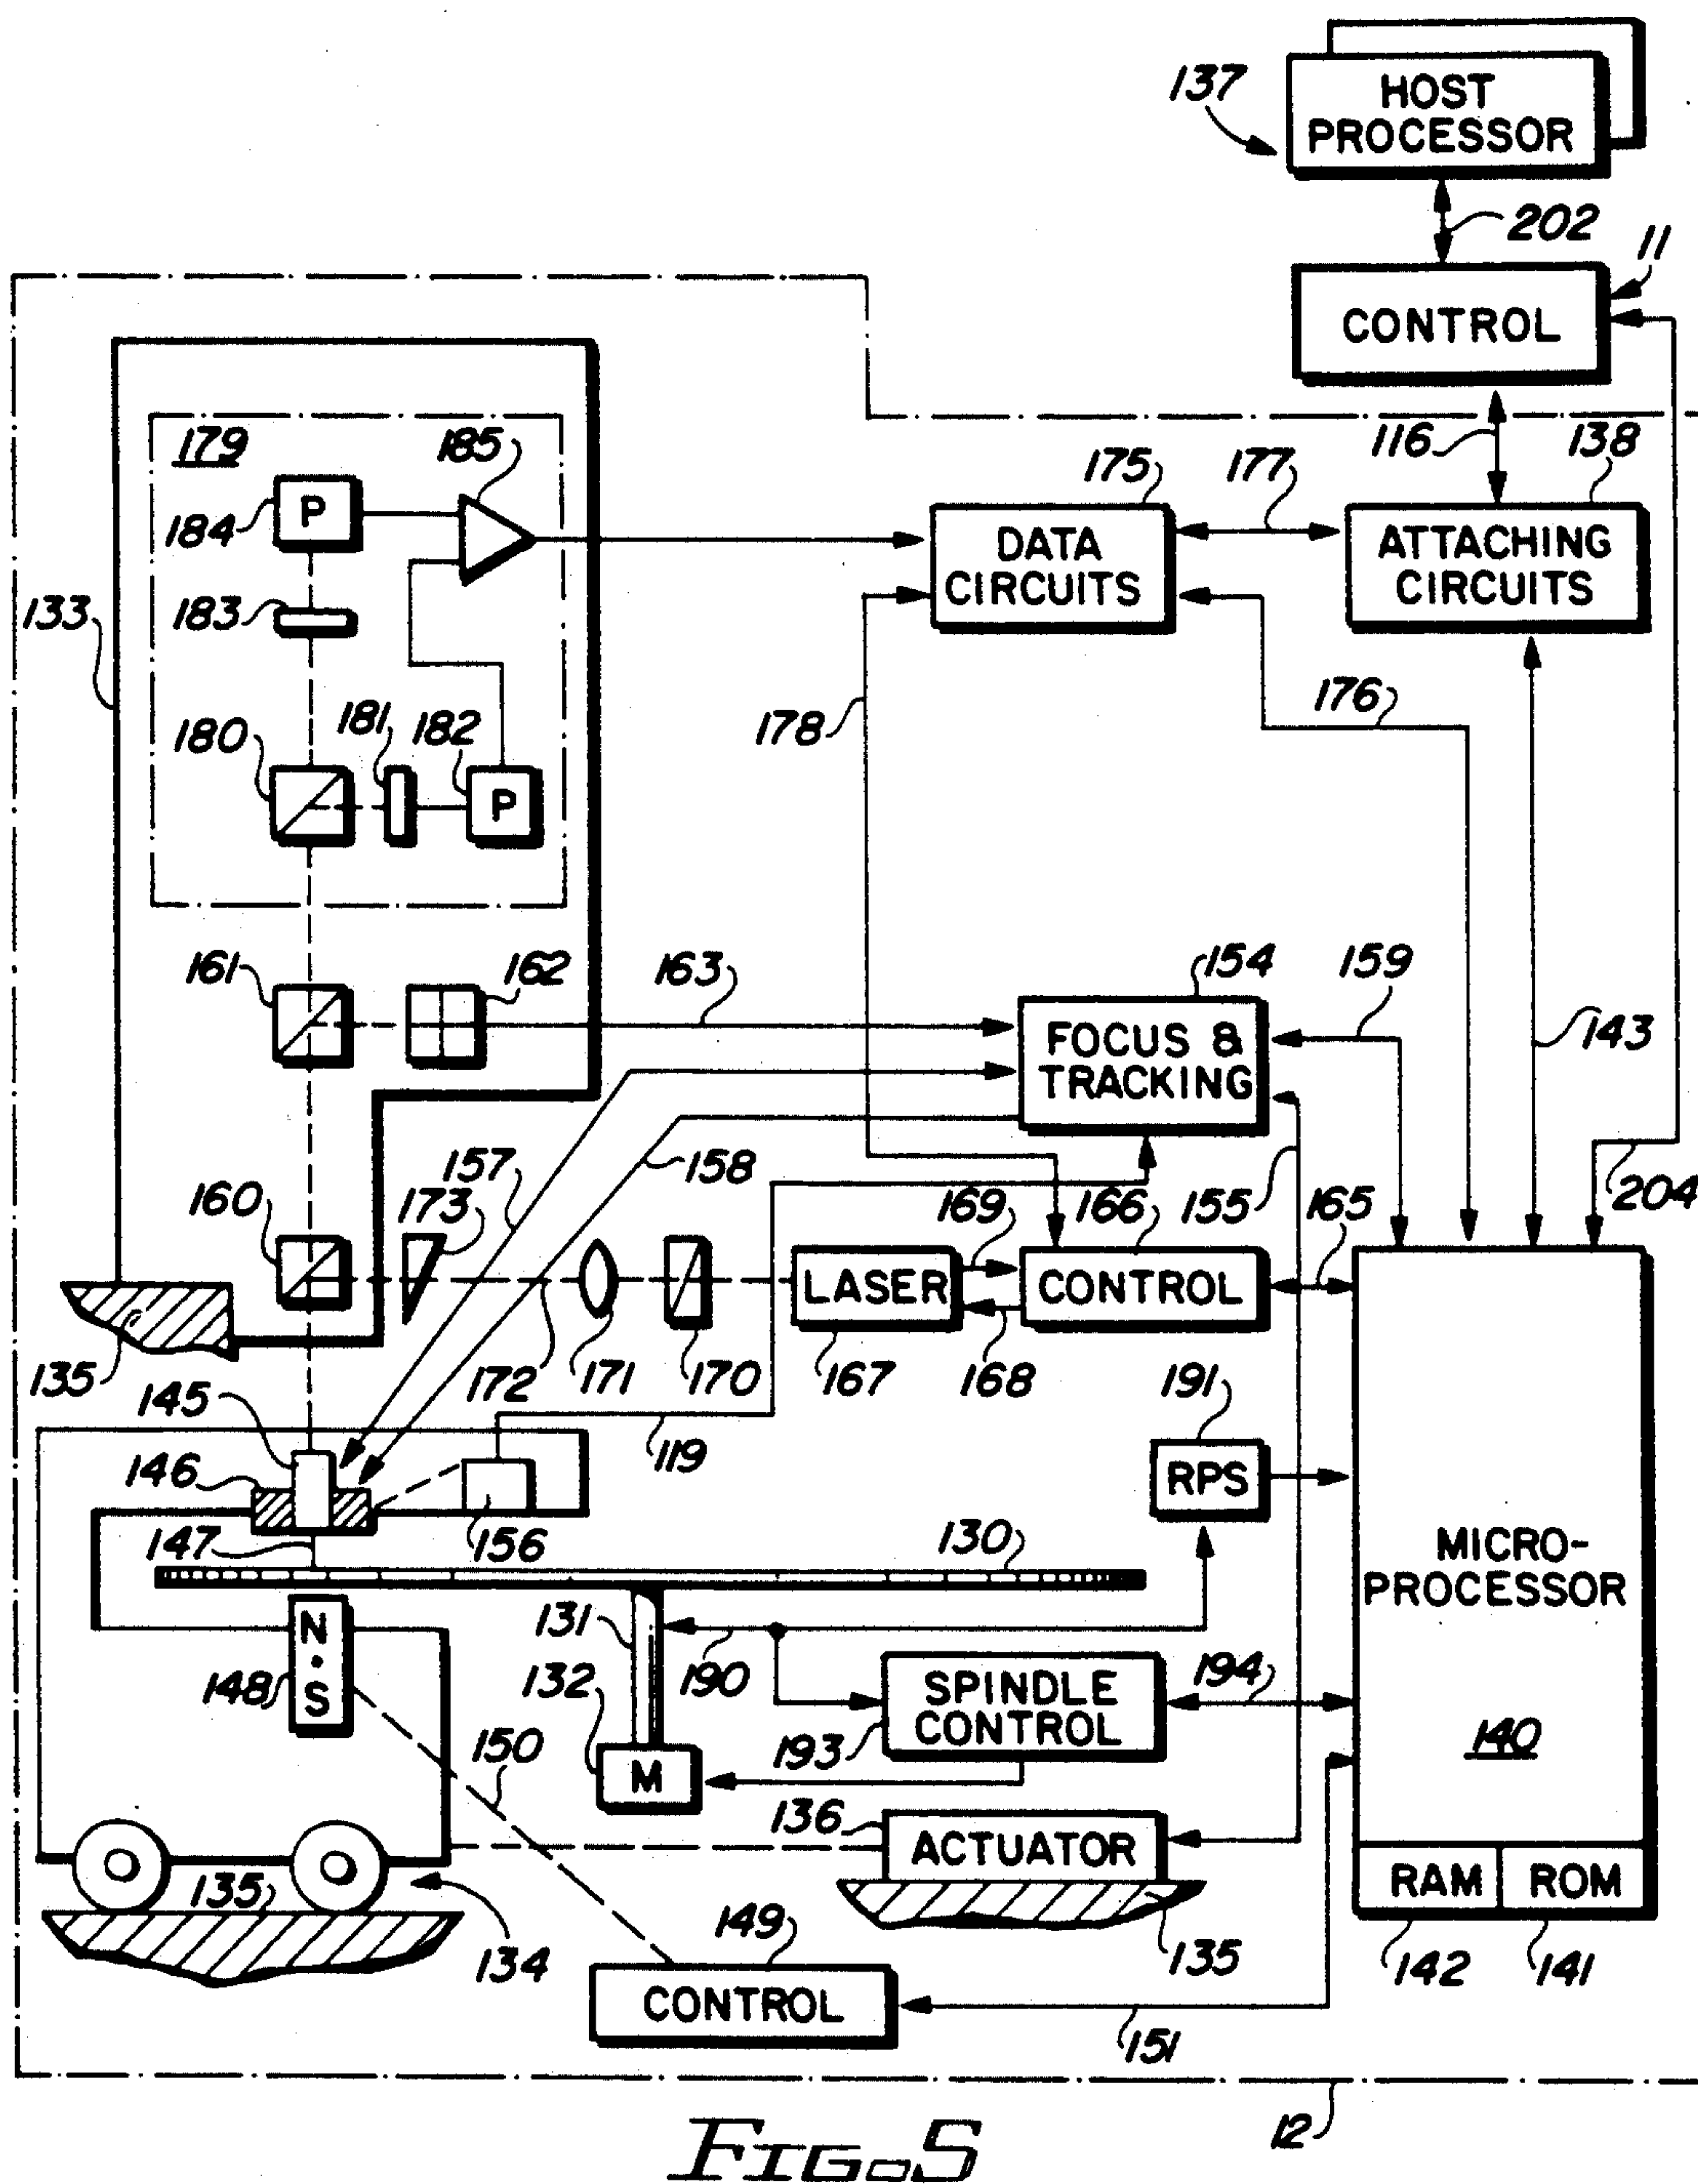 137
HOST
PROCESSOR
202
11
CONTROL
116
138
179
185
175
177
184
P
DATA
CIRCUITS
ATTACHING
CIRCUITS
133
183
178
176
180
181
182
P
161
162
163
154
159
FOCUS &
TRACKING
143
157
158
155
204
160
173
169
166
165
LASER
CONTROL
135
172
171
170
167
168
145
191
146
119
RPS
147
156
130
MICRO-
PROCESSOR
N
S
131
148
132
190
SPINDLE
CONTROL
194
140
150
193
M
136
ACTUATOR
RAM
ROM
135
134
149
135
142
141
CONTROL
151
12
FIG. 5